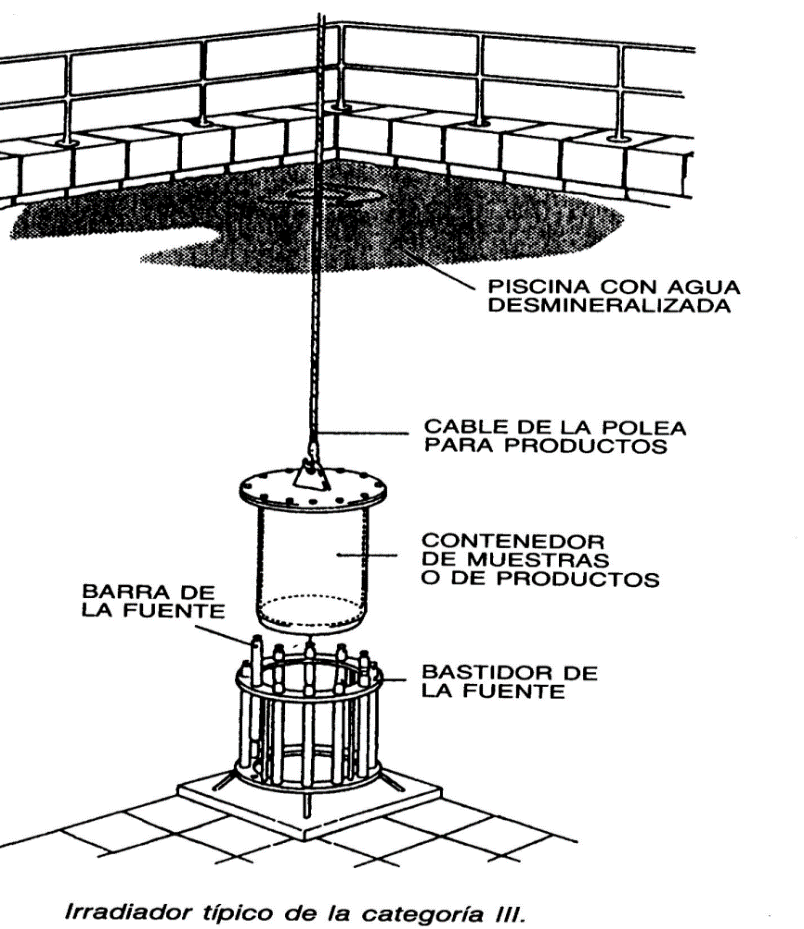 PISCINA CON AGUA
DESMINERALIZADA
CABLE DE LA POLEA
PARA PRODUCTOS
CONTENEDOR
DE MUESTRAS
O DE PRODUCTOS
BARRA DE
LA FUENTE
BASTIDOR DE
LA FUENTE
Irradiador típico de la categoría III.